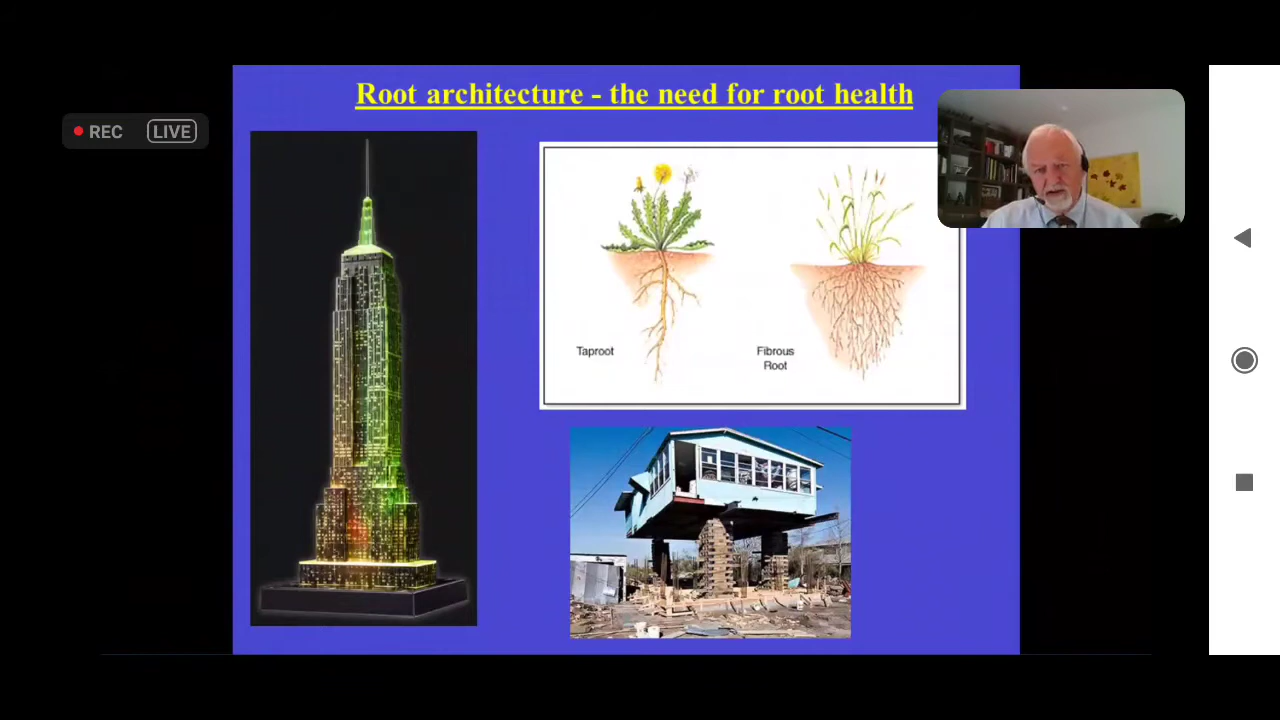 Root architecture - the need for root health
REC LIVE
Taproot
Fibrous
Root